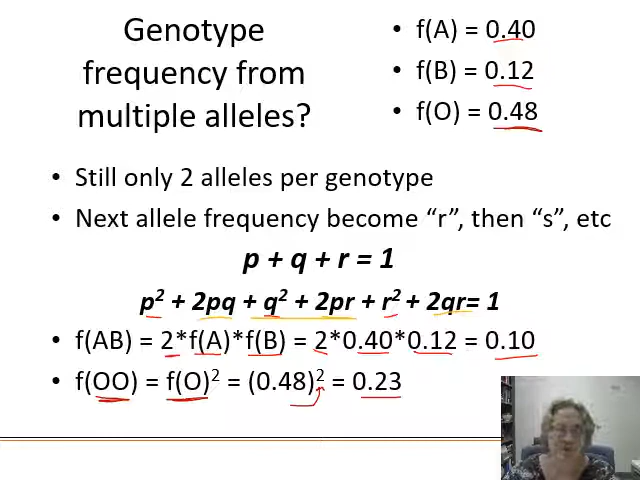 Genotype
frequency from
multiple alleles?
• f(A) = 0.40
• f(B) = 0.12
• f(O) = 0.48
• Still only 2 alleles per genotype
• Next allele frequency become “r”, then “s”, etc
p + q + r = 1
p² + 2pq + q² + 2pr + r² + 2qr= 1
• f(AB) = 2*f(A)*f(B) = 2*0.40*0.12 = 0.10
• f(OO) = f(O)² = (0.48)² = 0.23